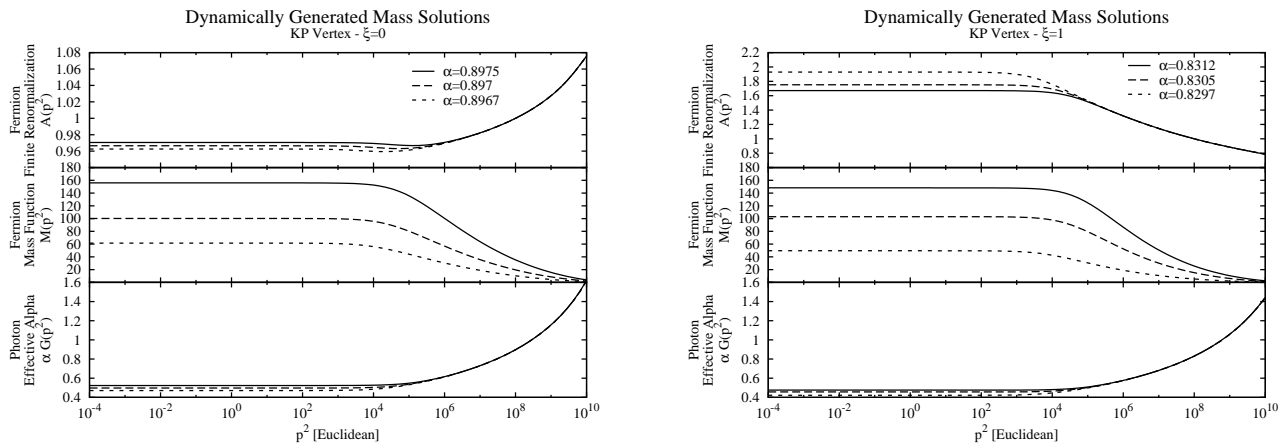 Dynamically Generated Mass Solutions
KP Vertex - ξ=0
Fermion
Finite Renormalization
A(p²)
1.08
1.06
1.04
1.02
1
0.98
0.96
α=0.8975
α=0.897
α=0.8967
Fermion
Mass Function
M(p²)
180
160
140
120
100
80
60
40
20
Photon
Effective Alpha
α G(p²)
1.6
1.4
1.2
1
0.8
0.6
0.4
10⁻⁴ 10⁻² 10⁰ 10² 10⁴ 10⁶ 10⁸ 10¹⁰
p² [Euclidean]
Dynamically Generated Mass Solutions
KP Vertex - ξ=1
Fermion
Finite Renormalization
A(p²)
2.2
2
1.8
1.6
1.4
1.2
1
0.8
α=0.8312
α=0.8305
α=0.8297
Fermion
Mass Function
M(p²)
180
160
140
120
100
80
60
40
20
Photon
Effective Alpha
α G(p²)
1.6
1.4
1.2
1
0.8
0.6
0.4
10⁻⁴ 10⁻² 10⁰ 10² 10⁴ 10⁶ 10⁸ 10¹⁰
p² [Euclidean]